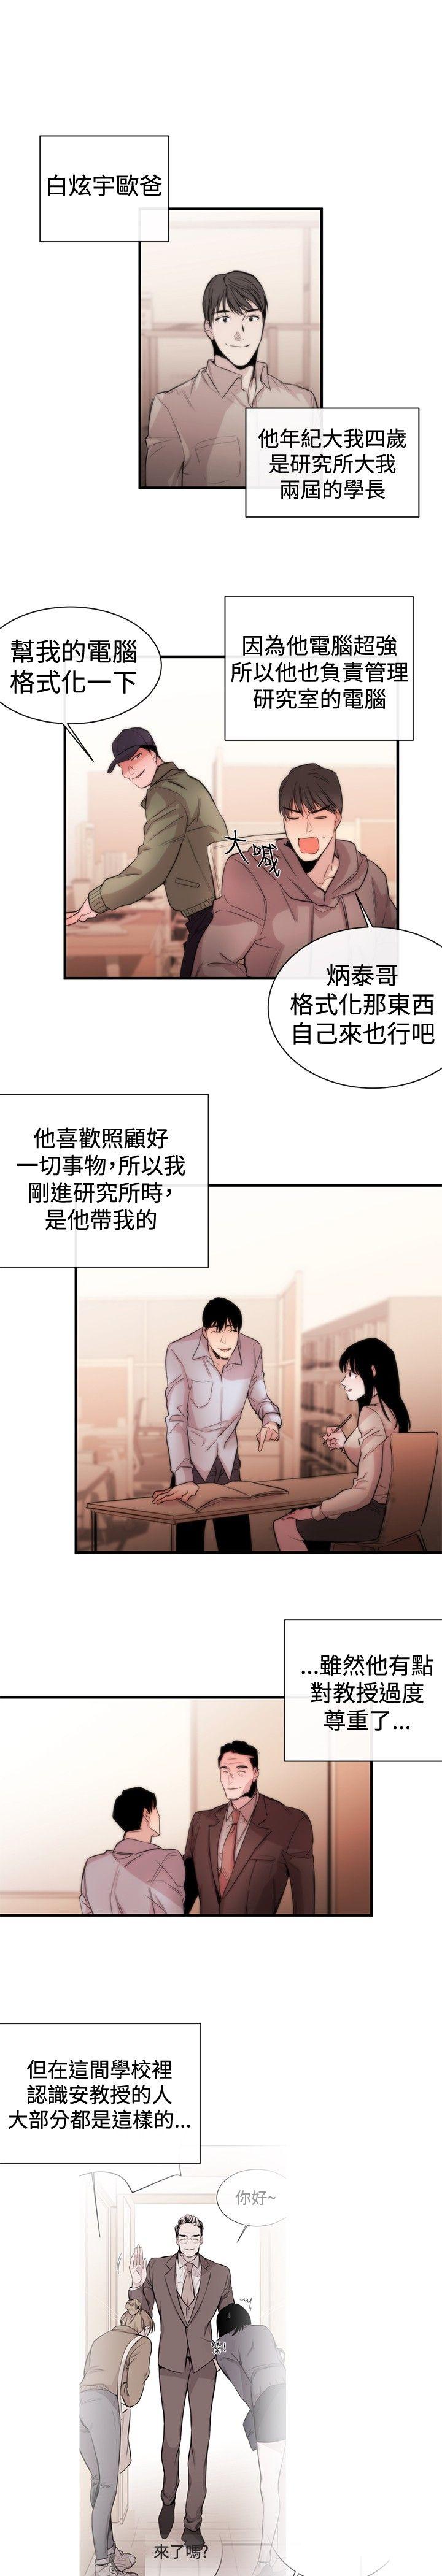 白炫宇歐爸
他年紀大我四歲
是研究所大我
兩屆的學長
幫我的電腦
格式化一下
因為他電腦超強
所以他也負責管理
研究室的電腦
大喊
炳泰哥
格式化那東西
自己來也行吧
他喜歡照顧好
一切事物,所以我
剛進研究所時,
是他帶我的
...雖然他有點
對教授過度
尊重了...
但在這間學校裡
認識安教授的人
大部分都是這樣的...
你好~
來了嗎?